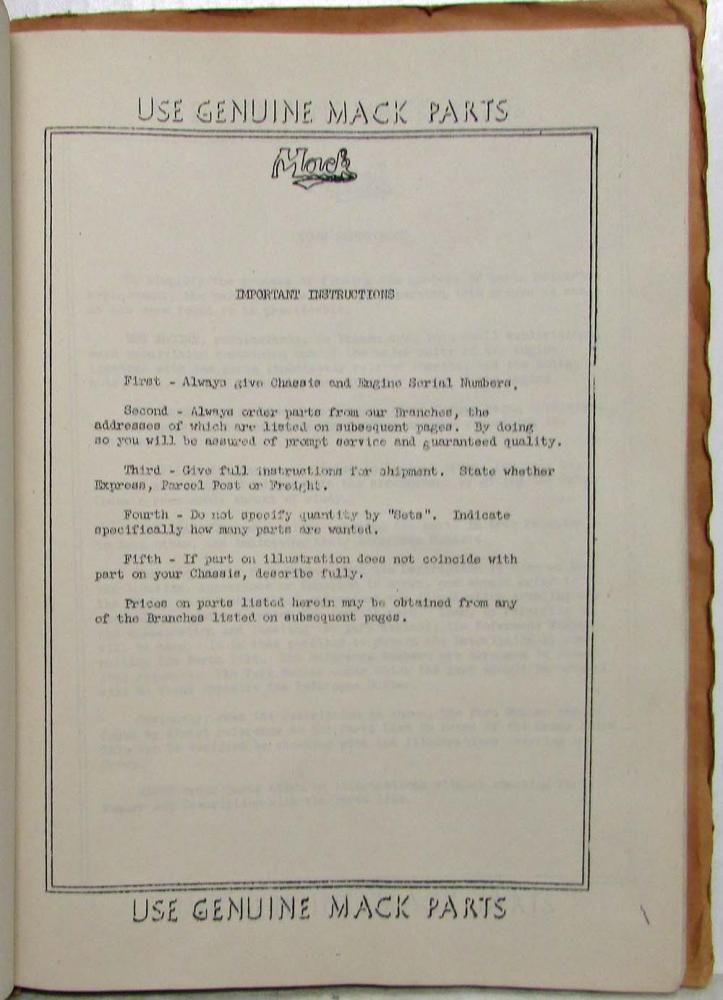 USE GENUINE MACK PARTS
Mack
IMPORTANT INSTRUCTIONS
First - Always give Chassis and Engine Serial Numbers.
Second - Always order parts from our Branches, the
addresses of which are listed on subsequent pages. By doing
so you will be assured of prompt service and guaranteed quality.
Third - Give full instructions for shipment. State whether
Express, Parcel Post or Freight.
Fourth - Do not specify quantity by "Sets". Indicate
specifically how many parts are wanted.
Fifth - If part on illustration does not coincide with
part on your Chassis, describe fully.
Prices on parts listed herein may be obtained from any
of the Branches listed on subsequent pages.
USE GENUINE MACK PARTS